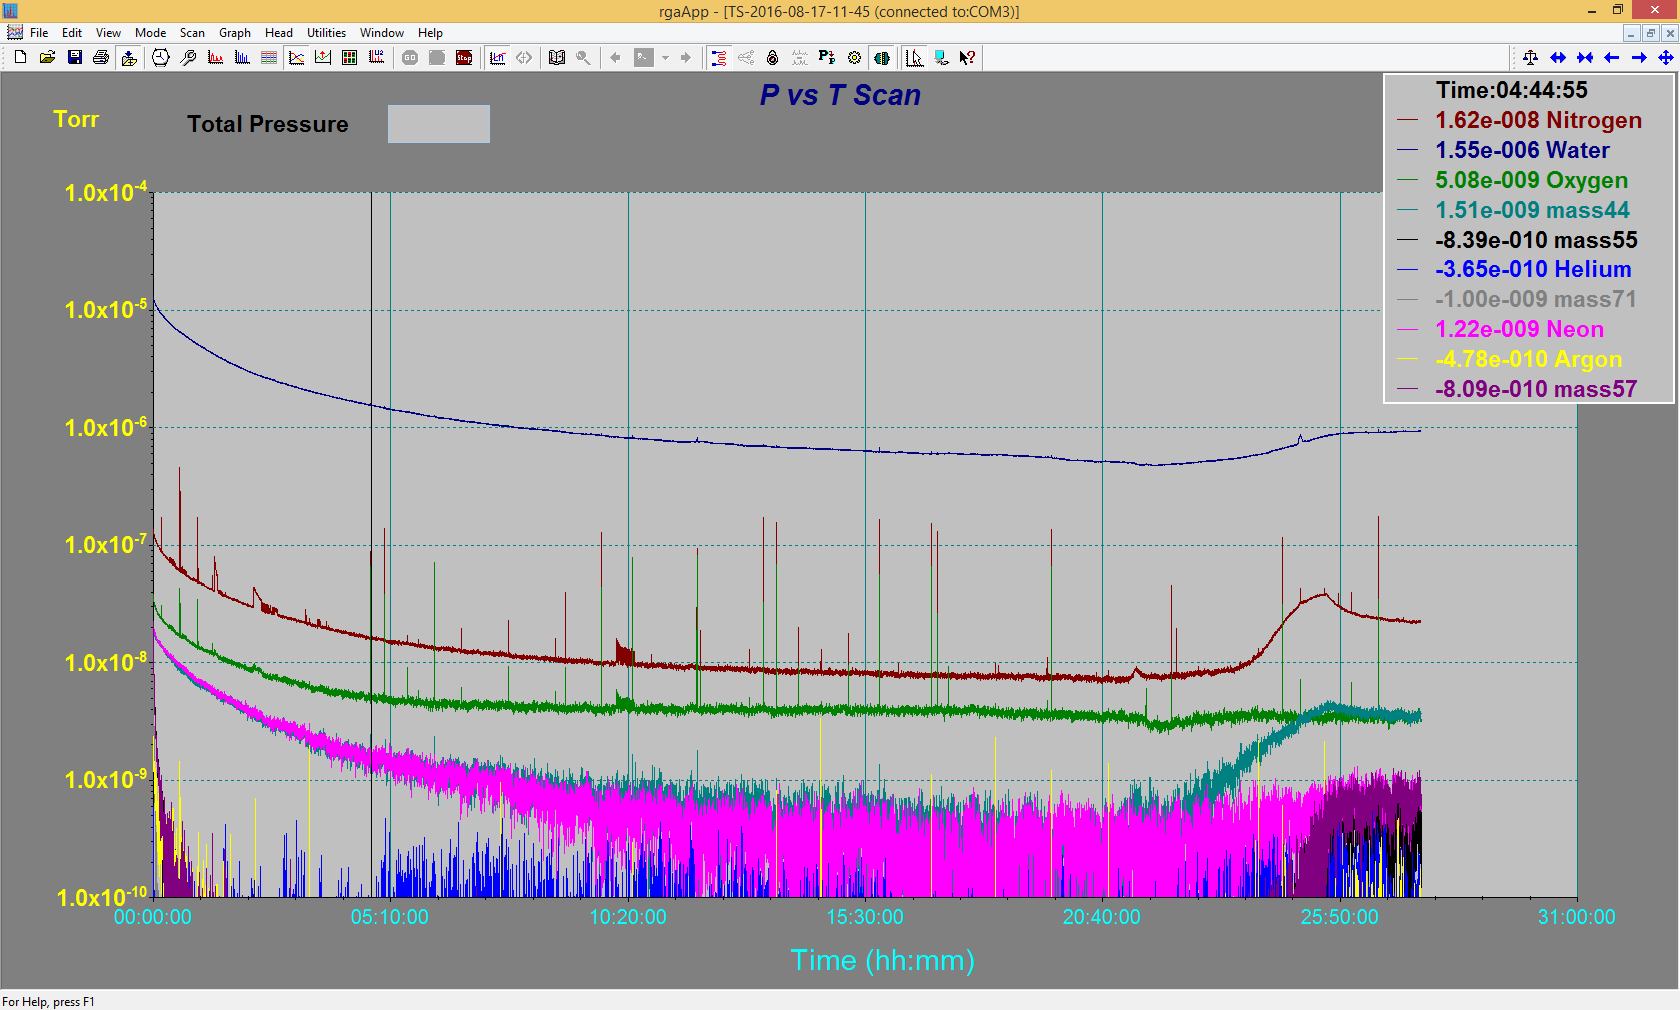 rgaApp - [TS-2016-08-17-11-45 (connected to:COM3)]
File Edit View Mode Scan Graph Head Utilities Window Help
GO Stop
P vs T Scan
Torr
Total Pressure
Time:04:44:55
1.62e-008 Nitrogen
1.55e-006 Water
5.08e-009 Oxygen
1.51e-009 mass44
-8.39e-010 mass55
-3.65e-010 Helium
-1.00e-009 mass71
1.22e-009 Neon
-4.78e-010 Argon
-8.09e-010 mass57
1.0x10-4
1.0x10-5
1.0x10-6
1.0x10-7
1.0x10-8
1.0x10-9
1.0x10-10
00:00:00 05:10:00 10:20:00 15:30:00 20:40:00 25:50:00 31:00:00
Time (hh:mm)
For Help, press F1